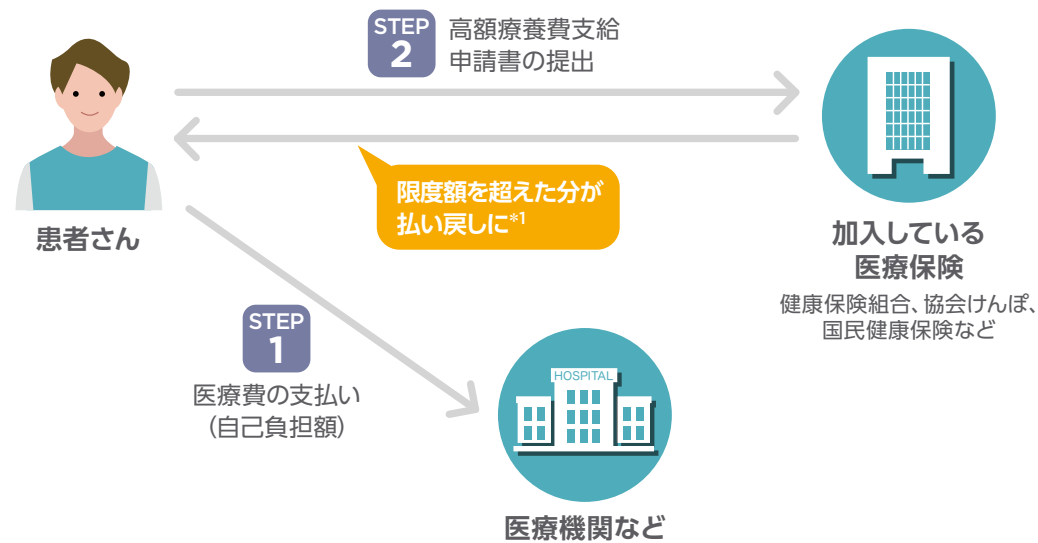 STEP
2
高額療養費支給
申請書の提出
限度額を超えた分が
払い戻しに*1
患者さん
加入している
医療保険
健康保険組合、協会けんぽ、
国民健康保険など
STEP
1
医療費の支払い
(自己負担額)
HOSPITAL
医療機関など